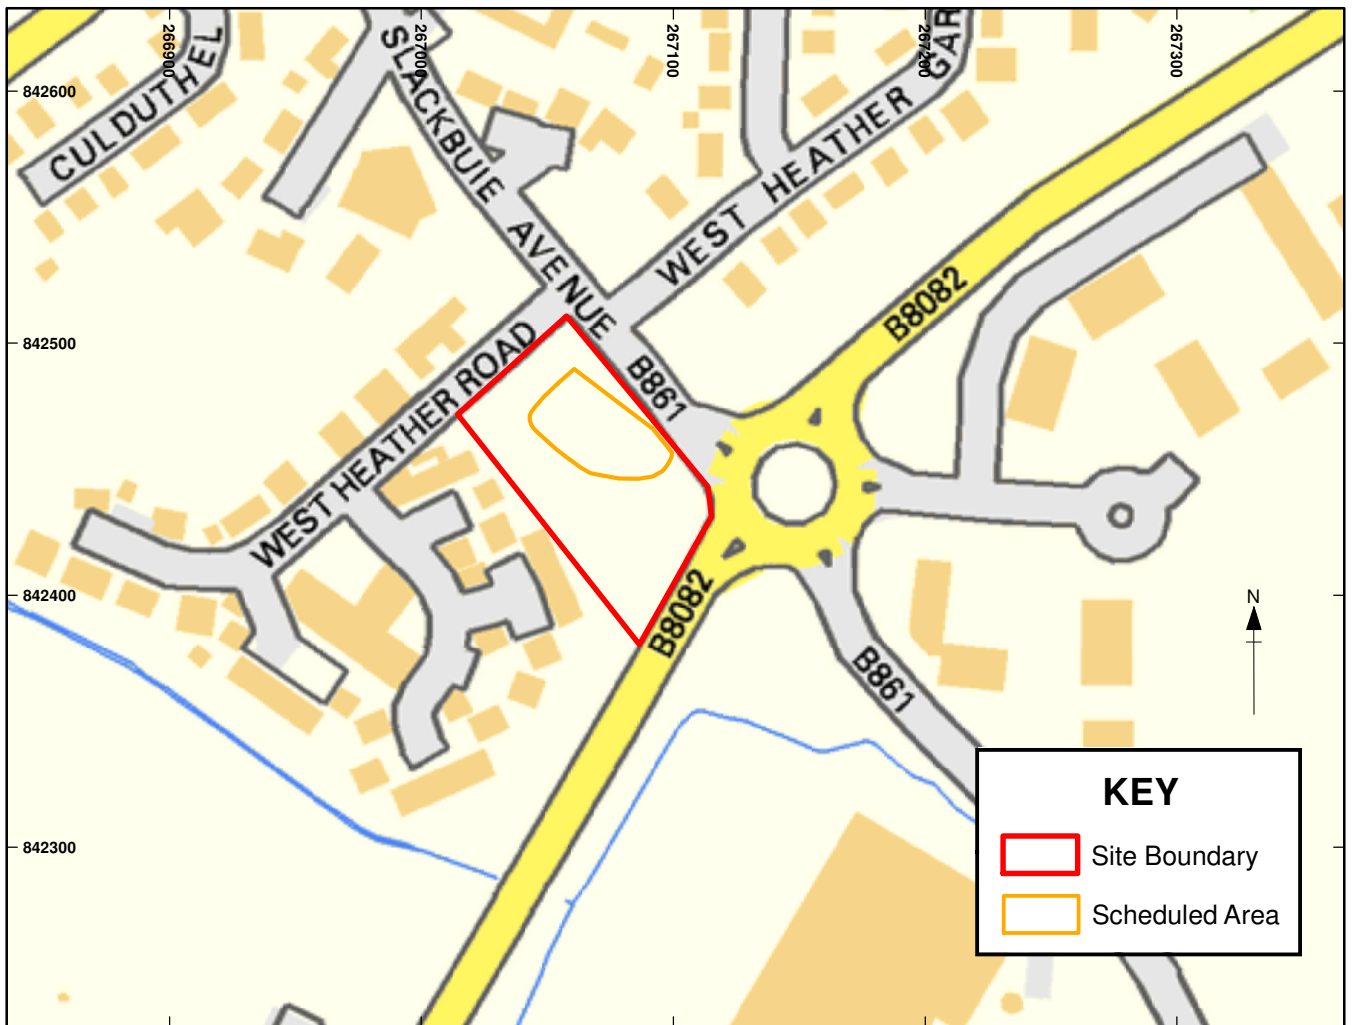 266900
267000
267100
267200
267300
842600
842500
842400
842300
CULDUTHEL
SLACKBUIE AVENUE
WEST HEATHER GAR
WEST HEATHER ROAD
B861
B8082
B8082
B861
N
KEY
Site Boundary
Scheduled Area